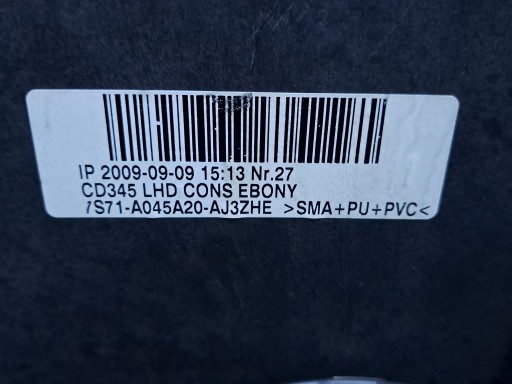 IP 2009-09-09 15:13 Nr.27
CD345 LHD CONS EBONY
7S71-A045A20-AJ3ZHE >SMA+PU+PVC<